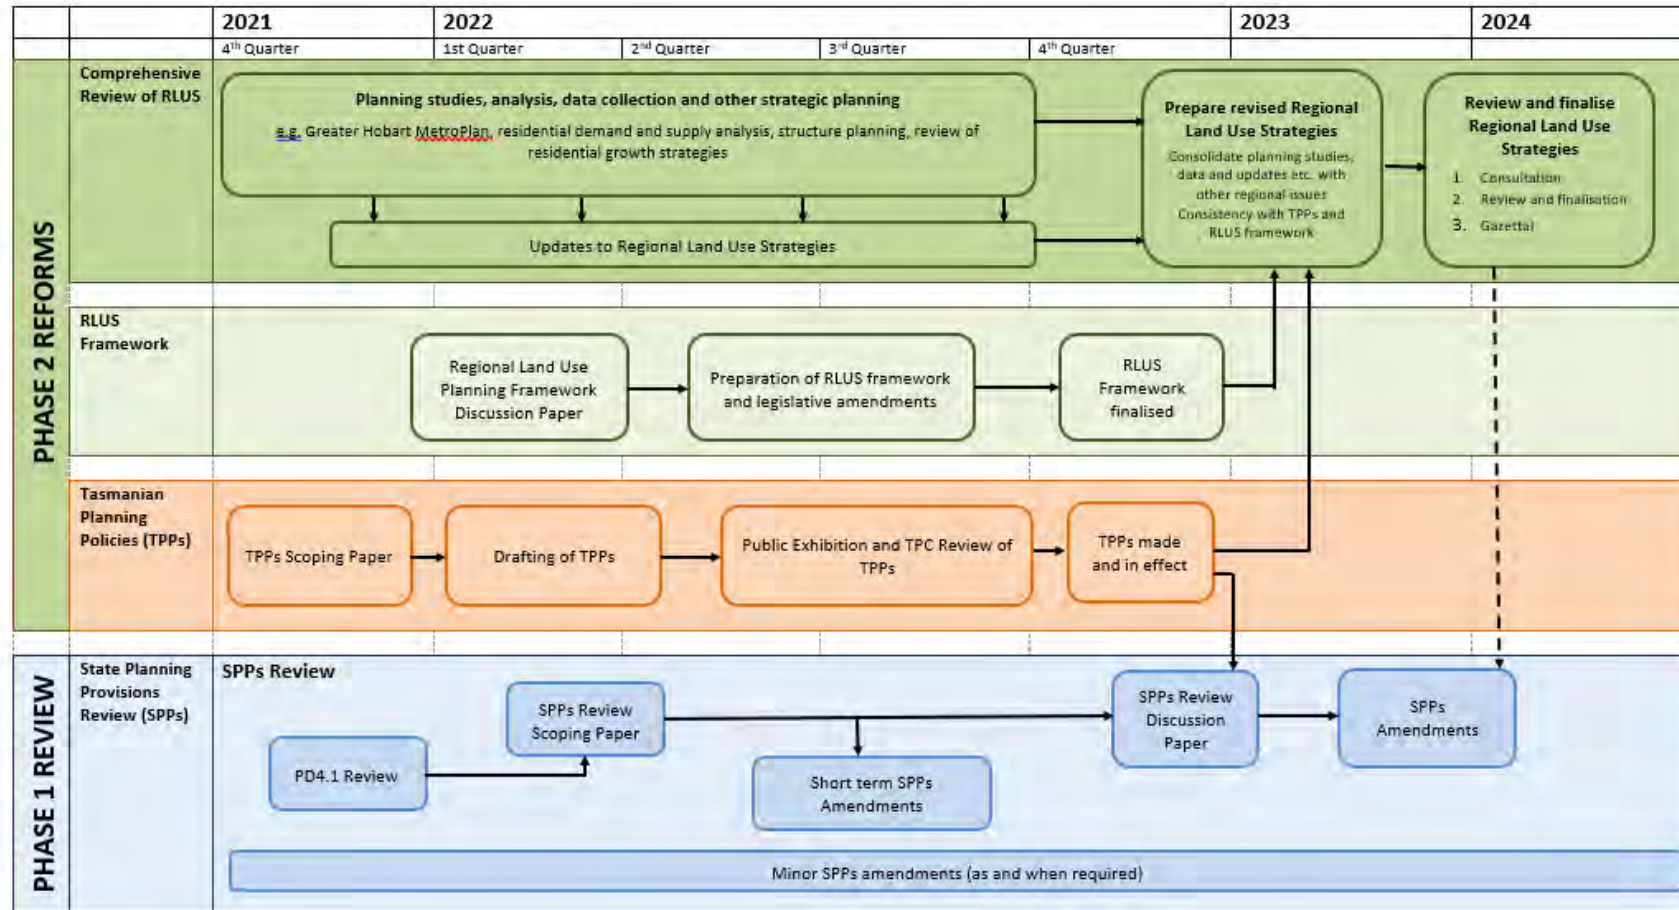 2021
2022
2023
2024
4th Quarter
1st Quarter
2nd Quarter
3rd Quarter
4th Quarter
PHASE 2 REFORMS
Comprehensive
Review of RLUS
Planning studies, analysis, data collection and other strategic planning
e.g. Greater Hobart MetroPlan, residential demand and supply analysis, structure planning, review of
residential growth strategies
Updates to Regional Land Use Strategies
Prepare revised Regional
Land Use Strategies
Consolidate planning studies,
data and updates etc. with
other regional issues
Consistency with TPPs and
RLUS framework
Review and finalise
Regional Land Use
Strategies
1. Consultation
2. Review and finalisation
3. Gazettal
RLUS
Framework
Regional Land Use
Planning Framework
Discussion Paper
Preparation of RLUS framework
and legislative amendments
RLUS
Framework
finalised
Tasmanian
Planning
Policies (TPPs)
TPPs Scoping Paper
Drafting of TPPs
Public Exhibition and TPC Review of
TPPs
TPPs made
and in effect
PHASE 1 REVIEW
State Planning
Provisions
Review (SPPs)
SPPs Review
PD4.1 Review
SPPs Review
Scoping Paper
Short term SPPs
Amendments
SPPs Review
Discussion
Paper
SPPs
Amendments
Minor SPPs amendments (as and when required)